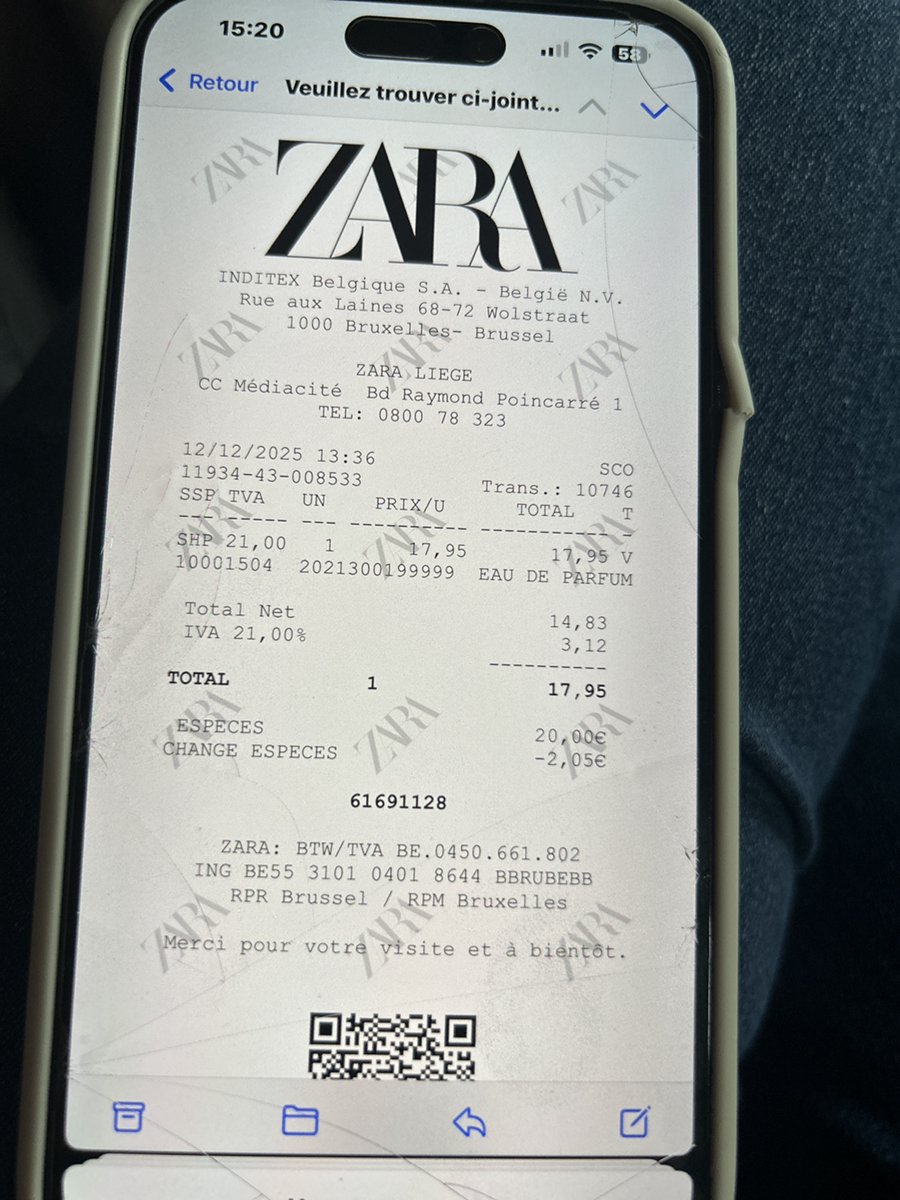 15:20
58
Retour Veuillez trouver ci-joint...
ZARA
INDITEX Belgique S.A. - België N.V.
Rue aux Laines 68-72 Wolstraat
1000 Bruxelles- Brussel
ZARA LIEGE
CC Médiacité Bd Raymond Poincarré 1
TEL: 0800 78 323
12/12/2025 13:36 SCO
11934-43-008533 Trans.: 10746
SSP TVA UN PRIX/U TOTAL T
--- ----- --- ---------- ------------ -
SHP 21,00 1 17,95 17,95 V
10001504 2021300199999 EAU DE PARFUM
Total Net 14,83
IVA 21,00% 3,12
----------
TOTAL 1 17,95
ESPECES 20,00€
CHANGE ESPECES -2,05€
61691128
ZARA: BTW/TVA BE.0450.661.802
ING BE55 3101 0401 8644 BBRUBEBB
RPR Brussel / RPM Bruxelles
Merci pour votre visite et à bientôt.